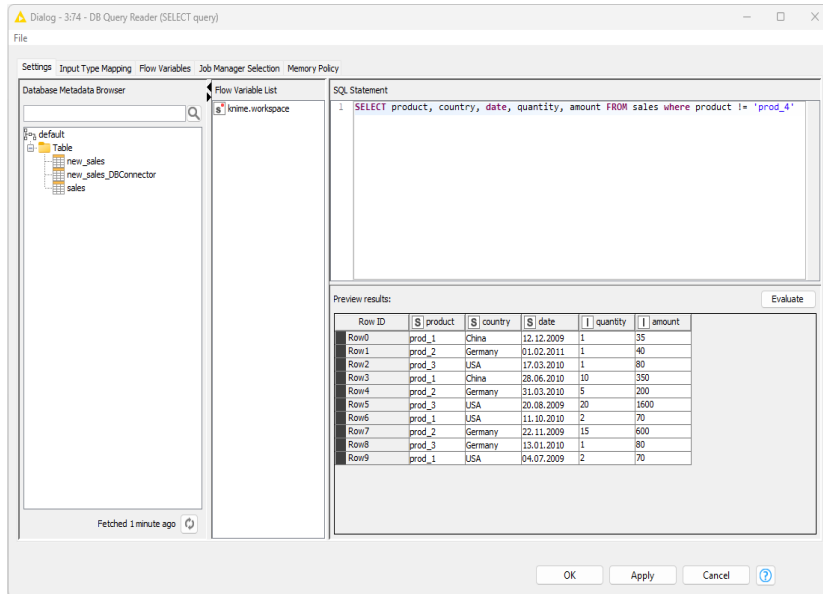 Dialog - 3:74 - DB Query Reader (SELECT query)
File
Settings Input Type Mapping Flow Variables Job Manager Selection Memory Policy
Database Metadata Browser
Flow Variable List
SQL Statement
s knime.workspace
1 SELECT product, country, date, quantity, amount FROM sales where product != 'prod_4'
default
Table
new_sales
new_sales_DBConnector
sales
Preview results:
Evaluate
Row ID S product S country S date I quantity I amount
Row0 prod_1 China 12.12.2009 1 35
Row1 prod_2 Germany 01.02.2011 1 40
Row2 prod_3 USA 17.03.2010 1 80
Row3 prod_1 China 28.06.2010 10 350
Row4 prod_2 Germany 31.03.2010 5 200
Row5 prod_3 USA 20.08.2009 20 1600
Row6 prod_1 USA 11.10.2010 2 70
Row7 prod_2 Germany 22.11.2009 15 600
Row8 prod_3 Germany 13.01.2010 1 80
Row9 prod_1 USA 04.07.2009 2 70
Fetched 1 minute ago
OK Apply Cancel ?